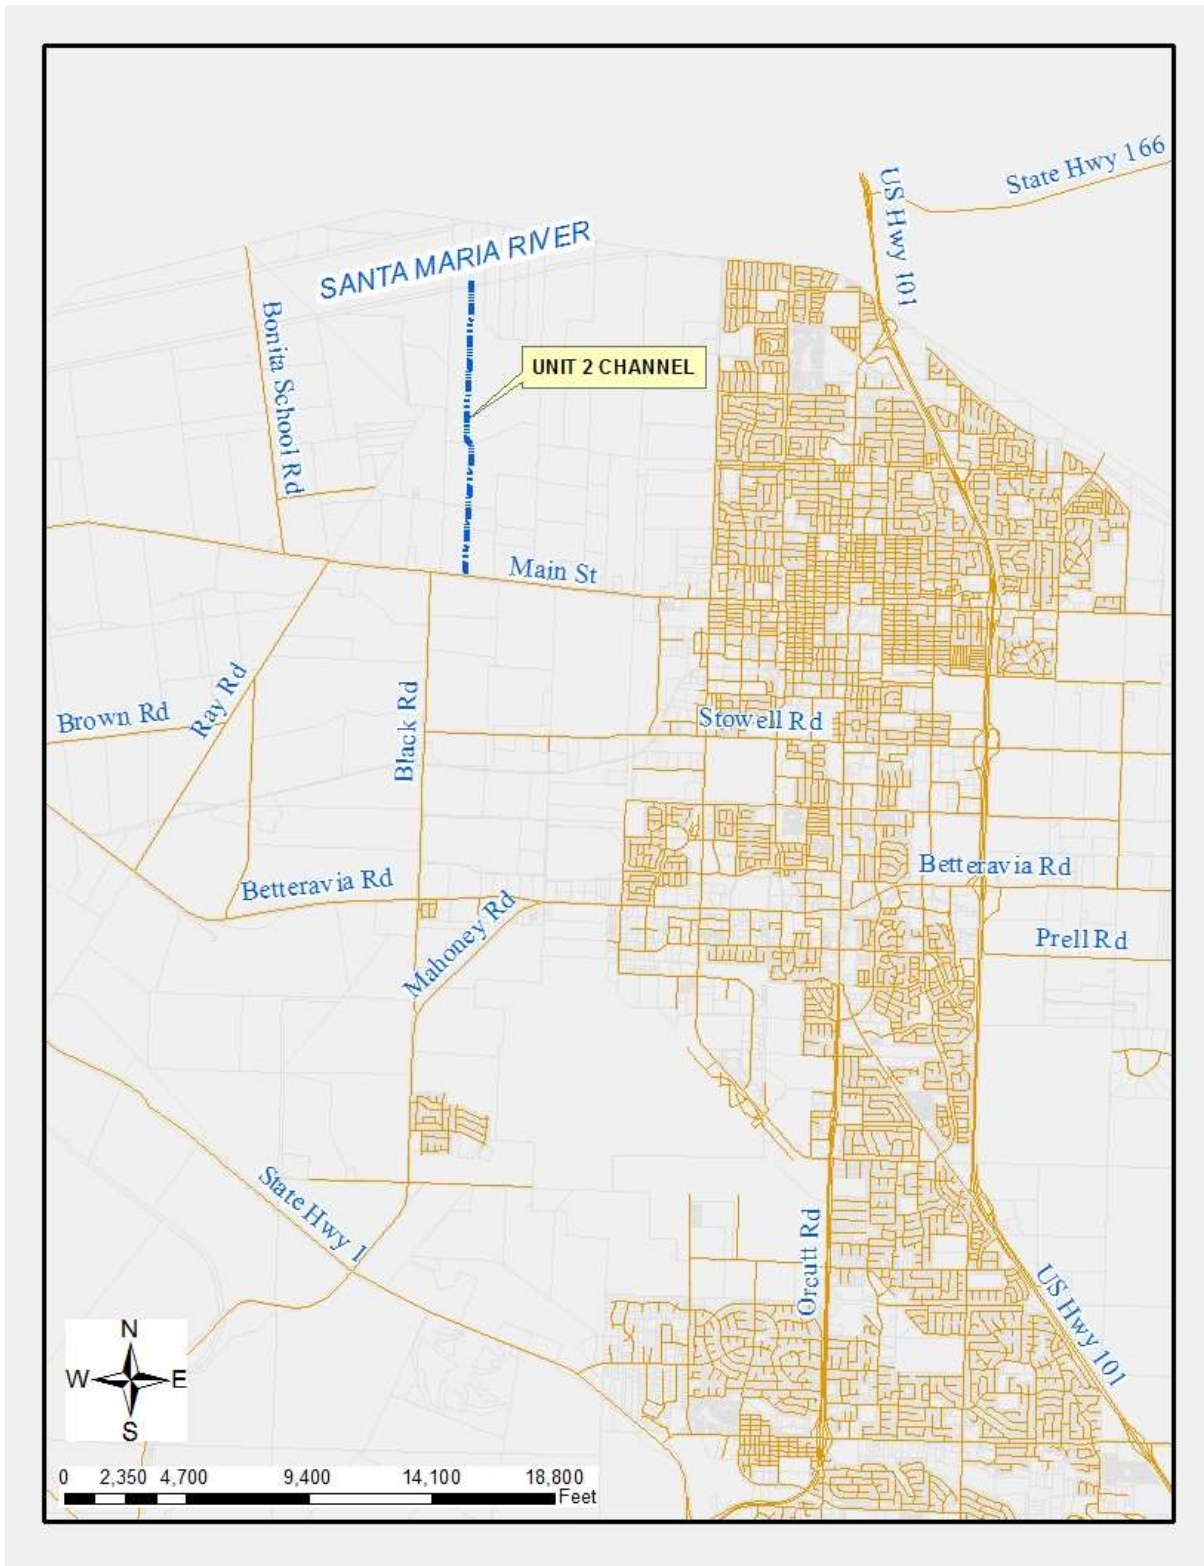 State Hwy 166
US Hwy 101
SANTA MARIA RIVER
Bonita School Rd
UNIT 2 CHANNEL
Main St
Ray Rd
Black Rd
Brown Rd
Stowell Rd
Betteravia Rd
Betteravia Rd
Mahoney Rd
Prell Rd
State Hwy 1
Orcutt Rd
US Hwy 101
N
W E
S
0 2,350 4,700 9,400 14,100 18,800
Feet